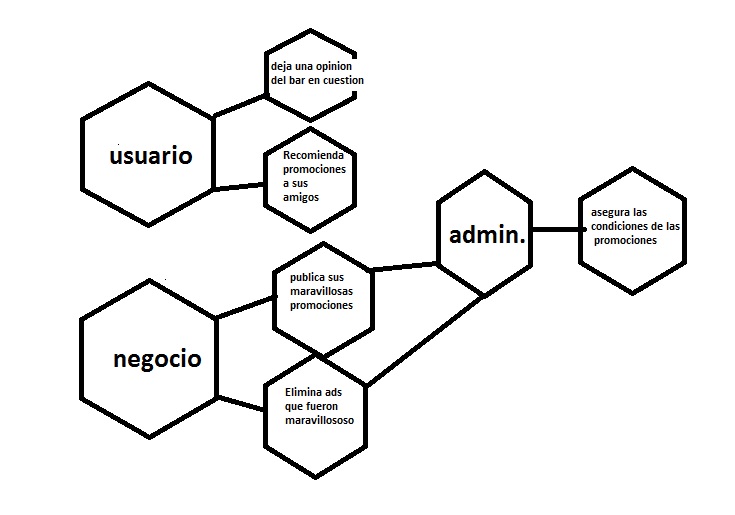 deja una opinion
del bar en cuestion
usuario
Recomienda
promociones
a sus
amigos
admin.
asegura las
condiciones de las
promociones
publica sus
maravillosas
promociones
negocio
Elimina ads
que fueron
maravillososo